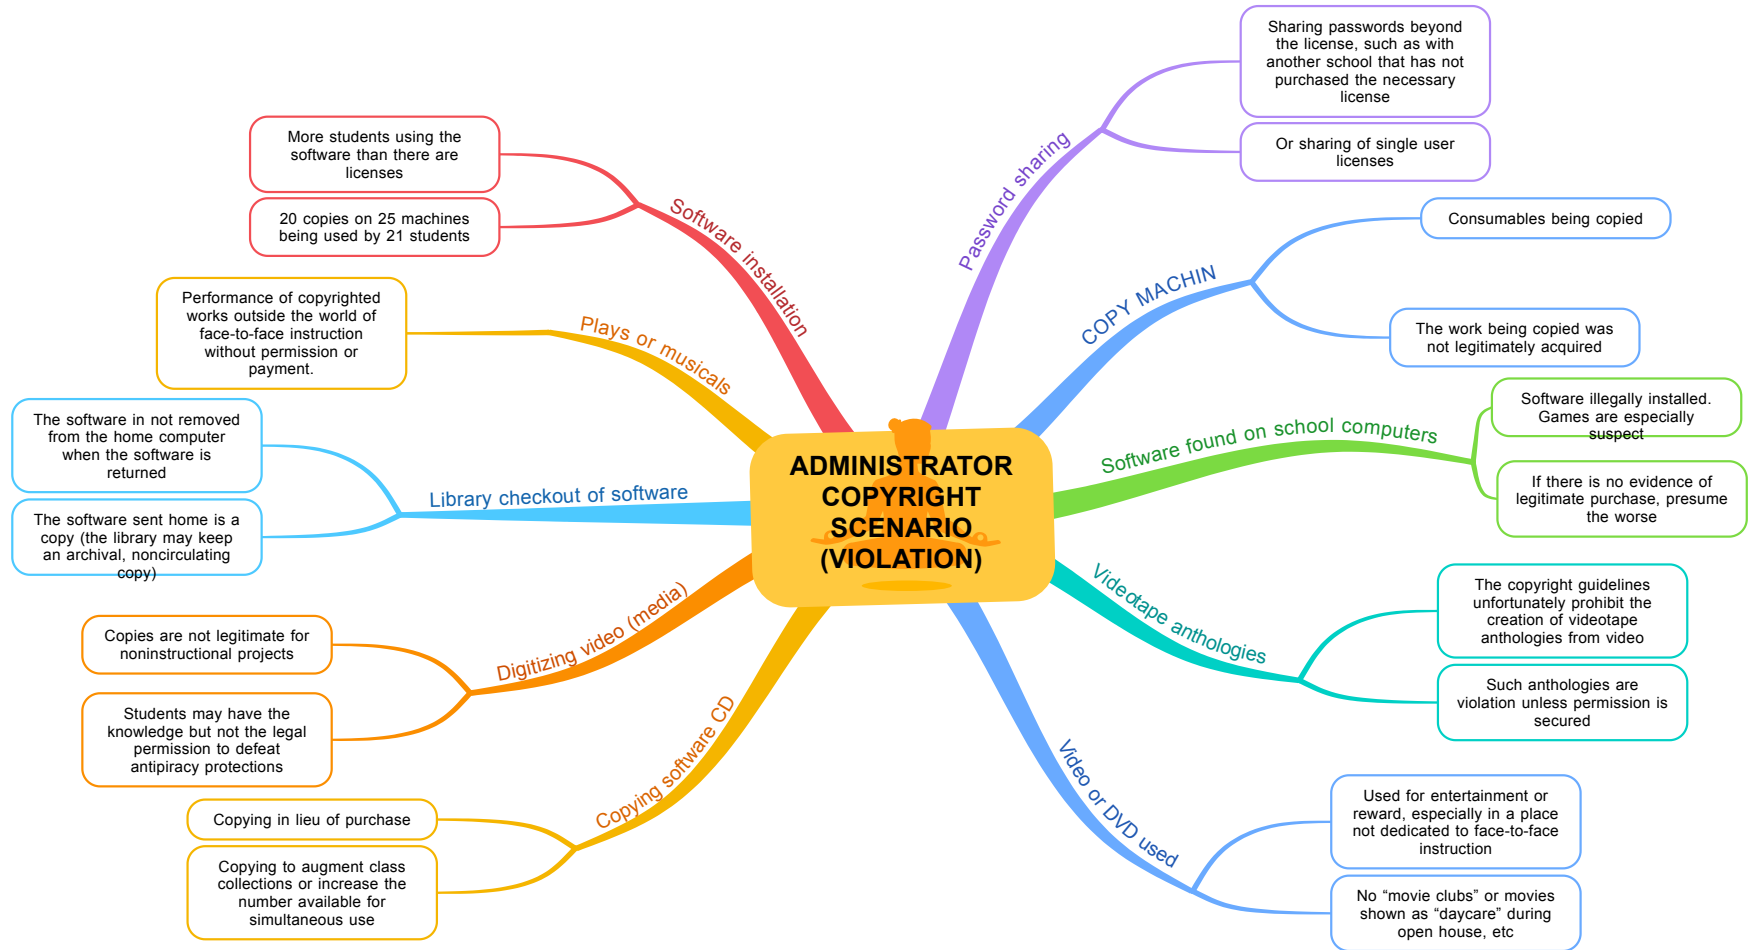 ADMINISTRATOR
COPYRIGHT
SCENARIO
(VIOLATION)
Password sharing
Sharing passwords beyond
the license, such as with
another school that has not
purchased the necessary
license
Or sharing of single user
licenses
COPY MACHIN
Consumables being copied
The work being copied was
not legitimately acquired
Software found on school computers
Software illegally installed.
Games are especially
suspect
If there is no evidence of
legitimate purchase, presume
the worse
Videotape anthologies
The copyright guidelines
unfortunately prohibit the
creation of videotape
anthologies from video
Such anthologies are
violation unless permission is
secured
Video or DVD used
Used for entertainment or
reward, especially in a place
not dedicated to face-to-face
instruction
No “movie clubs” or movies
shown as “daycare” during
open house, etc
Software installation
More students using the
software than there are
licenses
20 copies on 25 machines
being used by 21 students
Plays or musicals
Performance of copyrighted
works outside the world of
face-to-face instruction
without permission or
payment.
Library checkout of software
The software in not removed
from the home computer
when the software is
returned
The software sent home is a
copy (the library may keep
an archival, noncirculating
copy)
Digitizing video (media)
Copies are not legitimate for
noninstructional projects
Students may have the
knowledge but not the legal
permission to defeat
antipiracy protections
Copying software CD
Copying in lieu of purchase
Copying to augment class
collections or increase the
number available for
simultaneous use